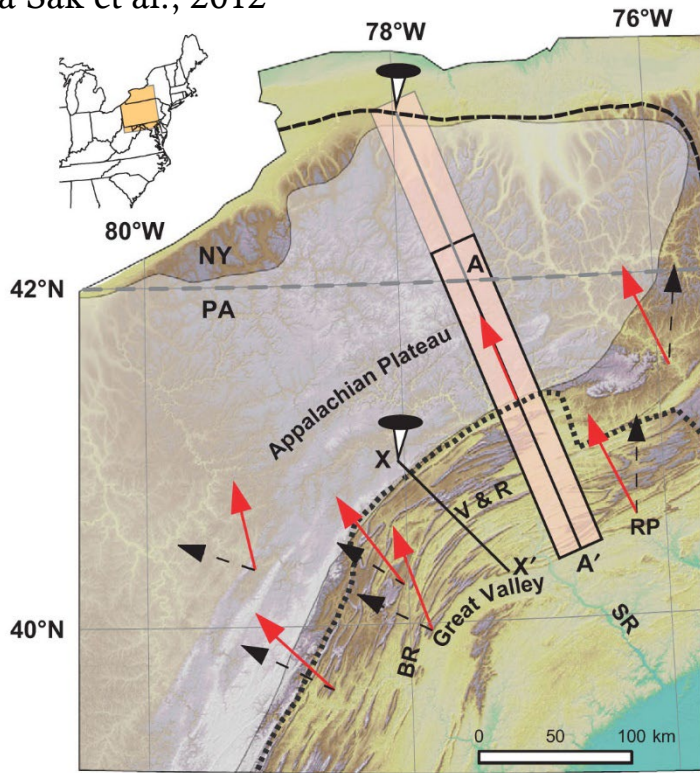 a Sak et al., 2012
78°W
76°W
80°W
NY
A
42°N
PA
Appalachian Plateau
X
V & R
RP
X′
A′
Great Valley
SR
40°N
BR
0 50 100 km